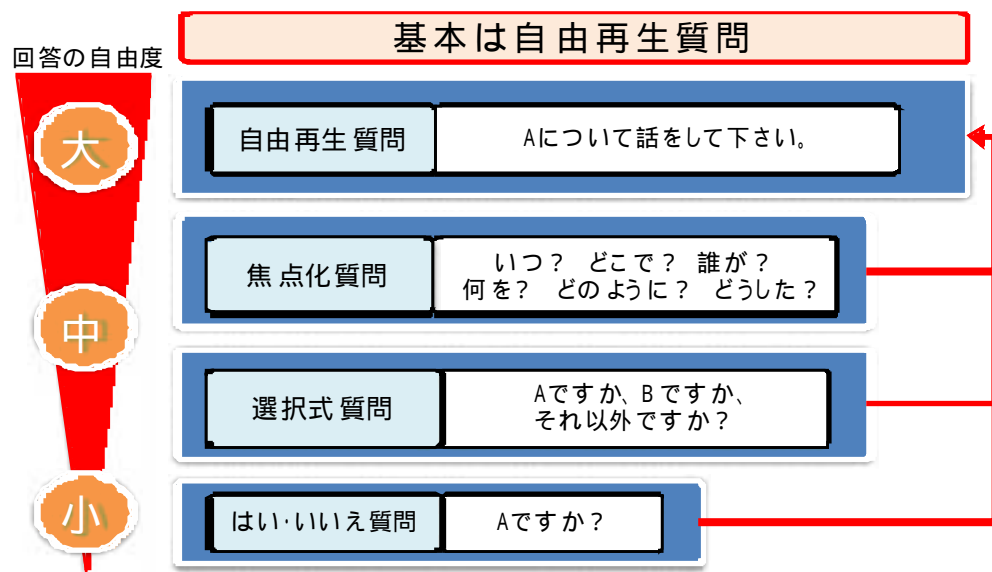 基本は自由再生質問
回答の自由度
大
自由再生質問
Aについて話をして下さい。
焦点化質問
いつ？ どこで？ 誰が？
何を？ どのように？ どうした？
中
選択式質問
Aですか、Bですか、
それ以外ですか？
小
はい･いいえ質問
Aですか？